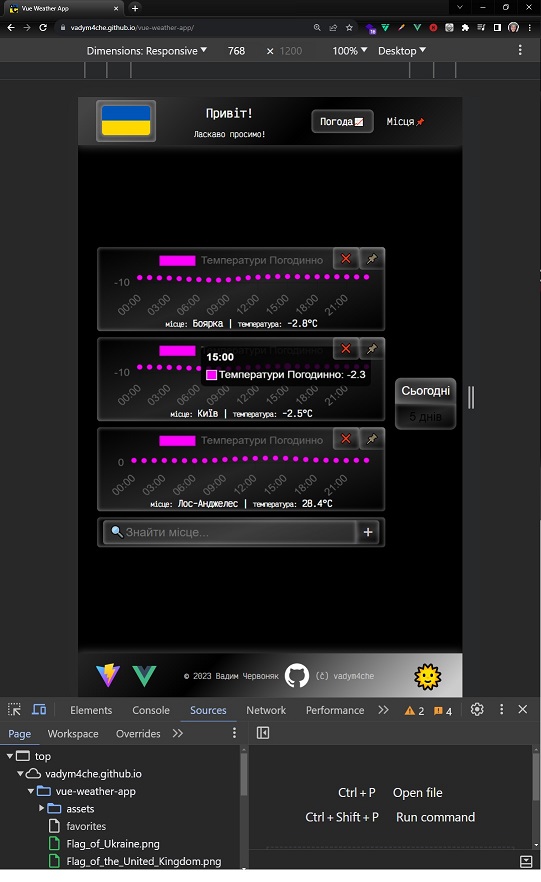 Vue Weather App
vadym4che.github.io/vue-weather-app/
Dimensions: Responsive 768 × 1200 100% Desktop
Привіт!
Ласкаво просимо!
Погода
Місця
Температури Погодинно
-10
00:00 03:00 06:00 09:00 12:00 15:00 18:00 21:00
місце: Боярка | температура: -2.8°C
Температури Погодинно
15:00
Температури Погодинно: -2.3
-10
00:00 03:00 06:00 09:00 12:00 15:00 18:00 21:00
місце: Київ | температура: -2.5°C
Сьогодні
5 днів
Температури Погодинно
0
00:00 03:00 06:00 09:00 12:00 15:00 18:00 21:00
місце: Лос-Анджелес | температура: 28.4°C
Знайти місце...
+
© 2023 Вадим Червоняк
(č) vadym4che
Elements Console Sources Network Performance 2 4
Page Workspace Overrides
top
vadym4che.github.io
vue-weather-app
assets
favorites
Flag_of_Ukraine.png
Flag_of_the_United_Kingdom.png
Ctrl + P Open file
Ctrl + Shift + P Run command